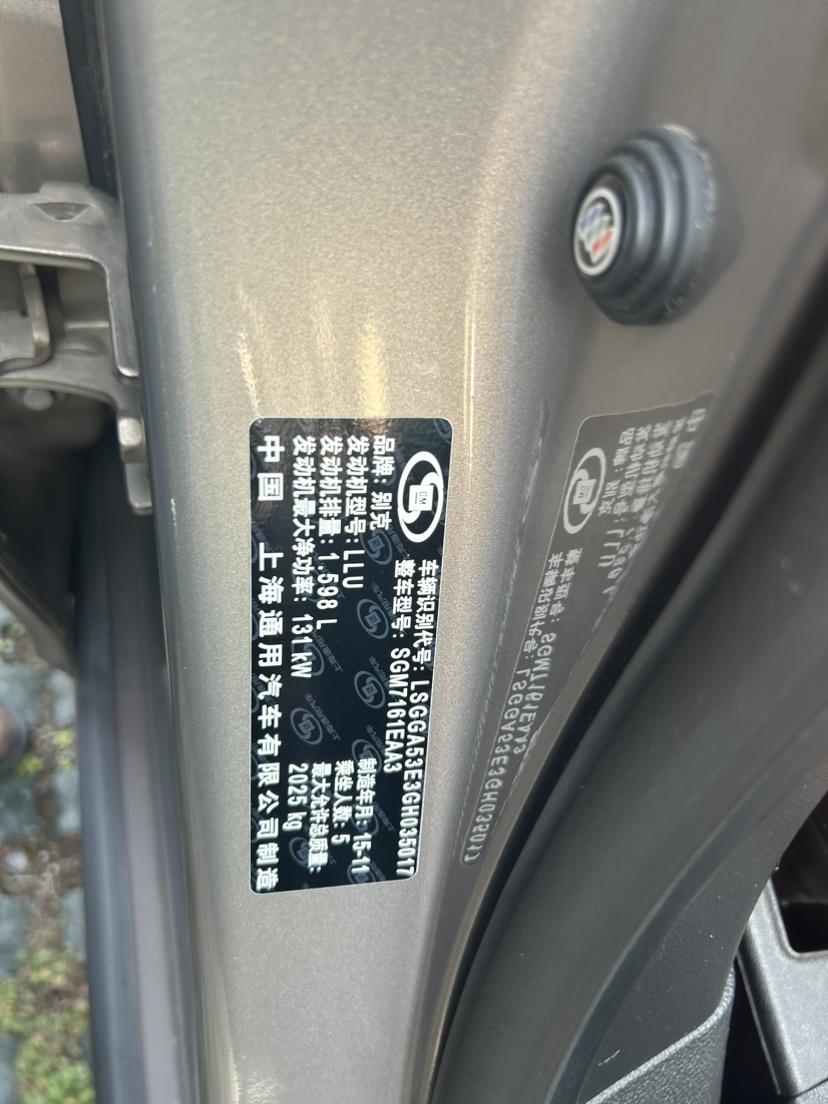 GM
车辆识别代号: LSGGA53E3GH035017
整车型号: SGM7161EAA3
品牌: 别克
制造年月: 15-11
发动机型号: LLU
乘坐人数: 5
发动机排量: 1.598 L
最大允许总质量:
发动机最大净功率: 131 kW
2025 kg
中国 上海通用汽车有限公司制造